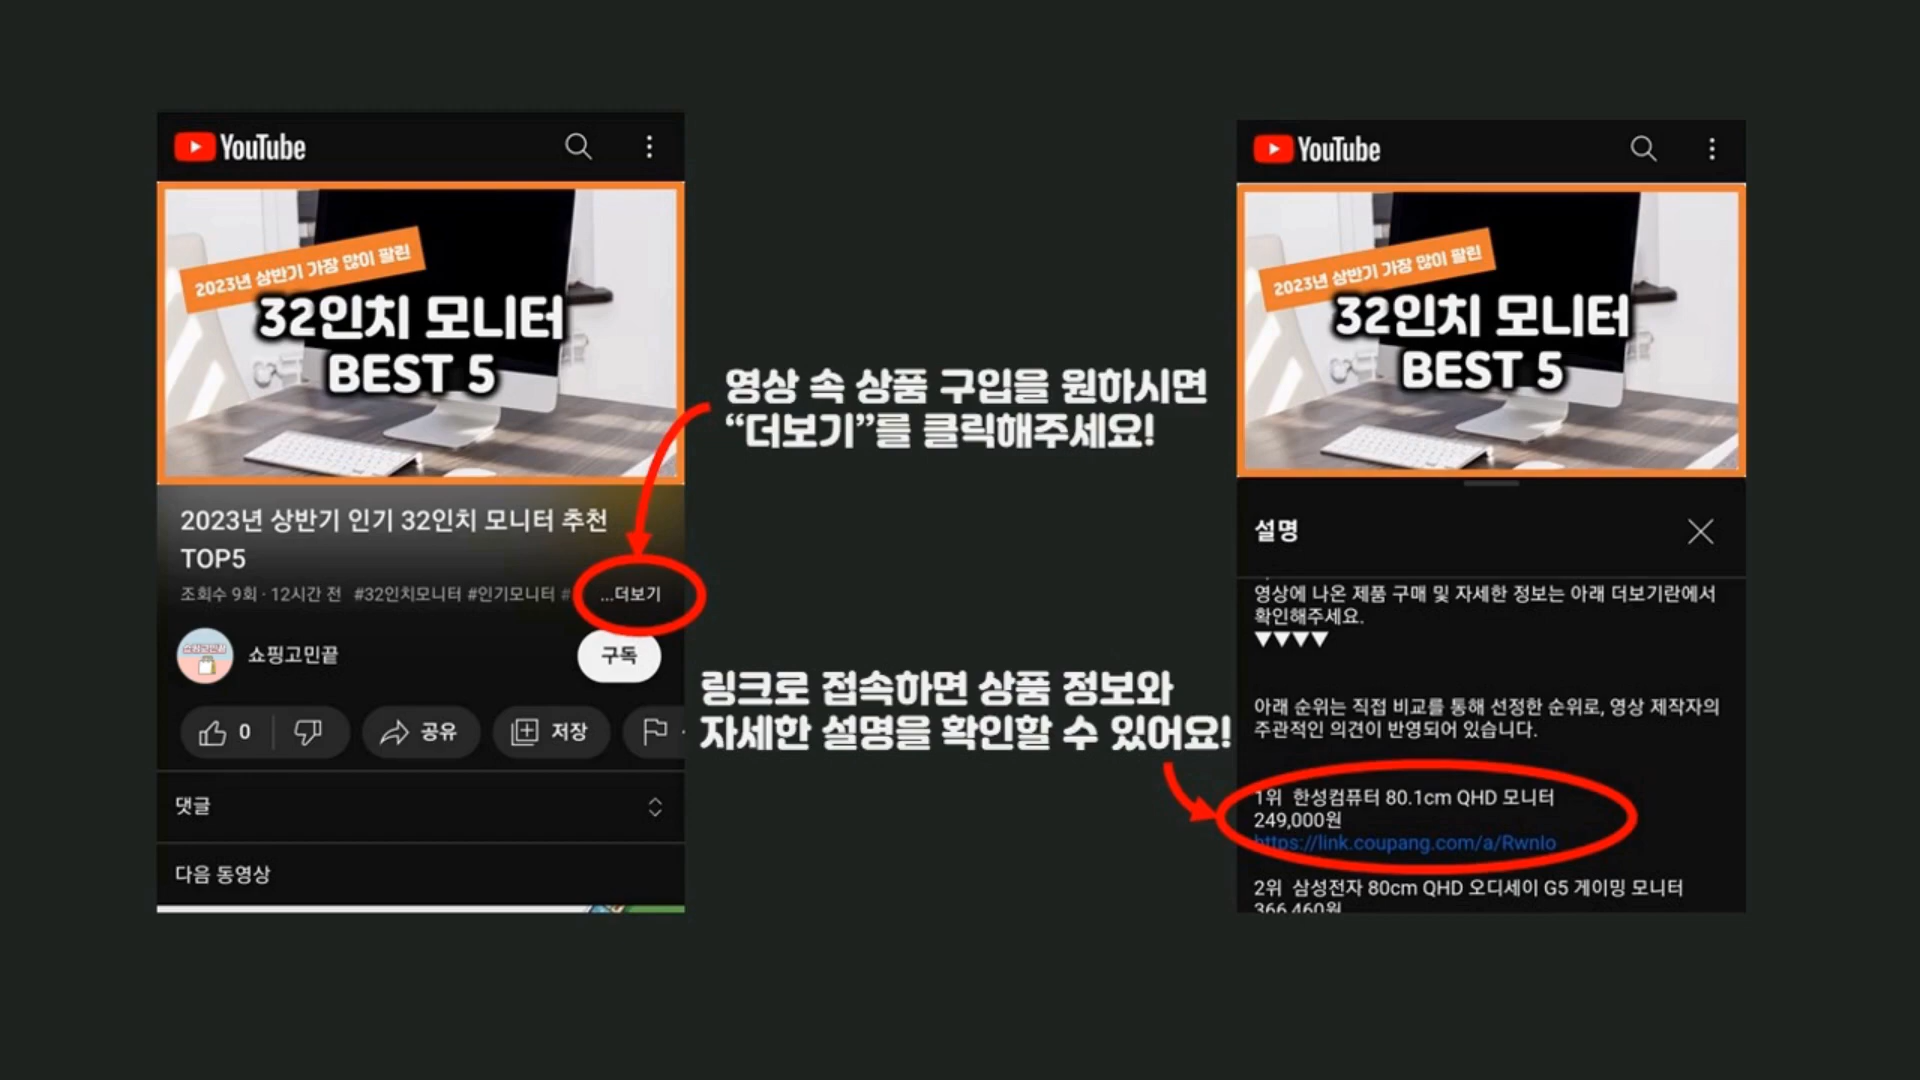 YouTube
2023년 상반기 가장 많이 팔린
32인치 모니터
BEST 5
2023년 상반기 인기 32인치 모니터 추천
TOP5
조회수 9회 · 12시간 전 #32인치모니터 #인기모니터 # ...더보기
쇼핑고민끝
쇼핑고민끝
구독
0
공유
저장
댓글
다음 동영상
영상 속 상품 구입을 원하시면
“더보기”를 클릭해주세요!
링크로 접속하면 상품 정보와
자세한 설명을 확인할 수 있어요!
YouTube
2023년 상반기 가장 많이 팔린
32인치 모니터
BEST 5
설명
영상에 나온 제품 구매 및 자세한 정보는 아래 더보기란에서
확인해주세요.
▼▼▼▼
아래 순위는 직접 비교를 통해 선정한 순위로, 영상 제작자의
주관적인 의견이 반영되어 있습니다.
1위 한성컴퓨터 80.1cm QHD 모니터
249,000원
https://link.coupang.com/a/RwnIo
2위 삼성전자 80cm QHD 오디세이 G5 게이밍 모니터
366,460원